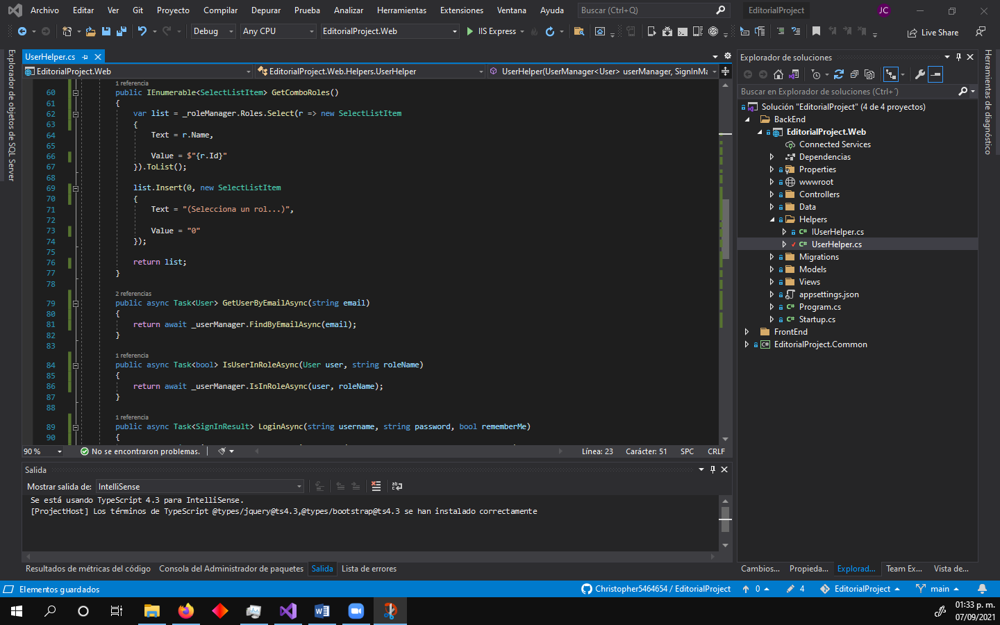 Archivo Editar Ver Git Proyecto Compilar Depurar Prueba Analizar Herramientas Extensiones Ventana Ayuda Buscar (Ctrl+Q) EditorialProject JC
Debug Any CPU EditorialProject.Web IIS Express Live Share
Explorador de objetos de SQL Server
UserHelper.cs
EditorialProject.Web EditorialProject.Web.Helpers.UserHelper UserHelper(UserManager<User> userManager, SignInMa
1 referencia
60 public IEnumerable<SelectListItem> GetComboRoles()
61 {
62 var list = _roleManager.Roles.Select(r => new SelectListItem
63 {
64 Text = r.Name,
65
66 Value = $"{r.Id}"
67 }).ToList();
68
69 list.Insert(0, new SelectListItem
70 {
71 Text = "(Selecciona un rol...)",
72
73 Value = "0"
74 });
75
76 return list;
77 }
78
2 referencias
79 public async Task<User> GetUserByEmailAsync(string email)
80 {
81 return await _userManager.FindByEmailAsync(email);
82 }
83
1 referencia
84 public async Task<bool> IsUserInRoleAsync(User user, string roleName)
85 {
86 return await _userManager.IsInRoleAsync(user, roleName);
87 }
88
1 referencia
89 public async Task<SignInResult> LoginAsync(string username, string password, bool rememberMe)
90 {
90 % No se encontraron problemas. Línea: 23 Carácter: 51 SPC CRLF
Salida
Mostrar salida de: IntelliSense
Se está usando TypeScript 4.3 para IntelliSense.
[ProjectHost] Los términos de TypeScript @types/jquery@ts4.3,@types/bootstrap@ts4.3 se han instalado correctamente
Resultados de métricas del código Consola del Administrador de paquetes Salida Lista de errores
Explorador de soluciones
Buscar en Explorador de soluciones (Ctrl+´)
Solución "EditorialProject" (4 de 4 proyectos)
BackEnd
EditorialProject.Web
Connected Services
Dependencias
Properties
wwwroot
Controllers
Data
Helpers
C# IUserHelper.cs
C# UserHelper.cs
Migrations
Models
Views
appsettings.json
C# Program.cs
C# Startup.cs
FrontEnd
C# EditorialProject.Common
Cambios... Propieda... Explorad... Team Ex... Vista de...
Herramientas de diagnóstico
Elementos guardados Christopher5464654 / EditorialProject 0 4 EditorialProject main
01:33 p. m.
07/09/2021